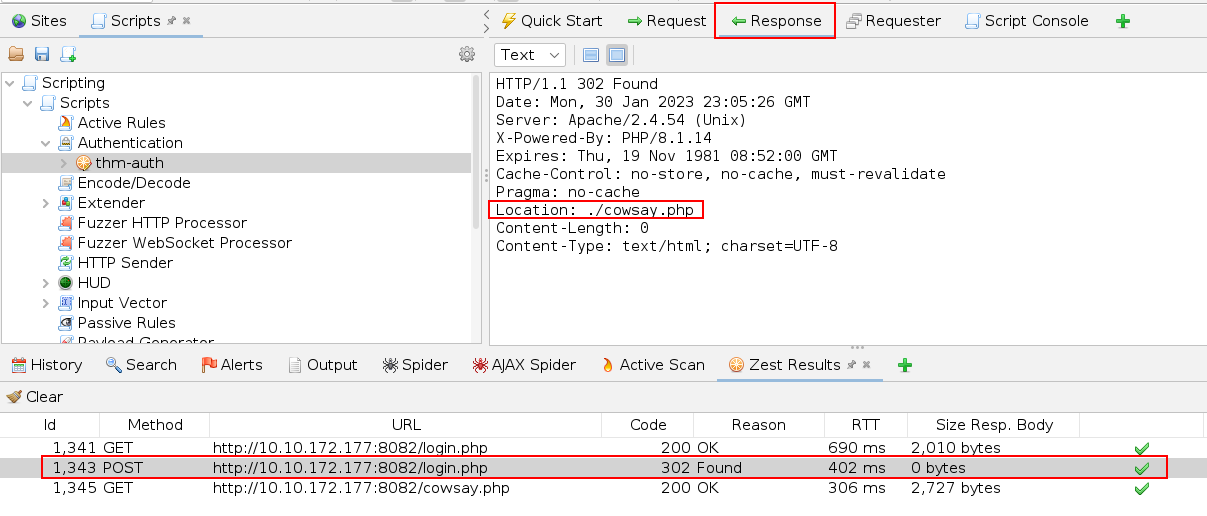 Sites Scripts Quick Start Request Response Requester Script Console
Text
Scripting
Scripts
Active Rules
Authentication
thm-auth
Encode/Decode
Extender
Fuzzer HTTP Processor
Fuzzer WebSocket Processor
HTTP Sender
HUD
Input Vector
Passive Rules
Payload Generator
HTTP/1.1 302 Found
Date: Mon, 30 Jan 2023 23:05:26 GMT
Server: Apache/2.4.54 (Unix)
X-Powered-By: PHP/8.1.14
Expires: Thu, 19 Nov 1981 08:52:00 GMT
Cache-Control: no-store, no-cache, must-revalidate
Pragma: no-cache
Location: ./cowsay.php
Content-Length: 0
Content-Type: text/html; charset=UTF-8
History Search Alerts Output Spider AJAX Spider Active Scan Zest Results
Clear
Id Method URL Code Reason RTT Size Resp. Body
1,341 GET http://10.10.172.177:8082/login.php 200 OK 690 ms 2,010 bytes
1,343 POST http://10.10.172.177:8082/login.php 302 Found 402 ms 0 bytes
1,345 GET http://10.10.172.177:8082/cowsay.php 200 OK 306 ms 2,727 bytes